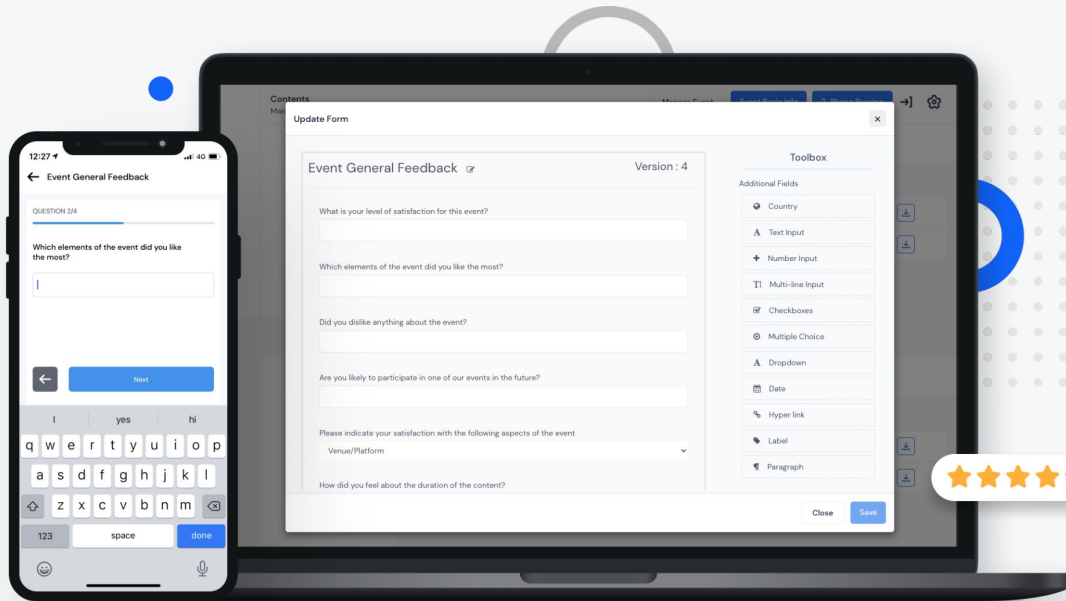 12:27
4G
Event General Feedback
QUESTION 2/4
Which elements of the event did you like
the most?
Next
I yes hi
q w e r t y u i o p
a s d f g h j k l
z x c v b n m
123 space done
Contents
Manage Event
Update Form
Event General Feedback
Version : 4
What is your level of satisfaction for this event?
Which elements of the event did you like the most?
Did you dislike anything about the event?
Are you likely to participate in one of our events in the future?
Please indicate your satisfaction with the following aspects of the event
Venue/Platform
How did you feel about the duration of the content?
Toolbox
Additional Fields
Country
A Text Input
Number Input
TI Multi-line Input
Checkboxes
Multiple Choice
A Dropdown
Date
Hyper link
Label
Paragraph
Close Save